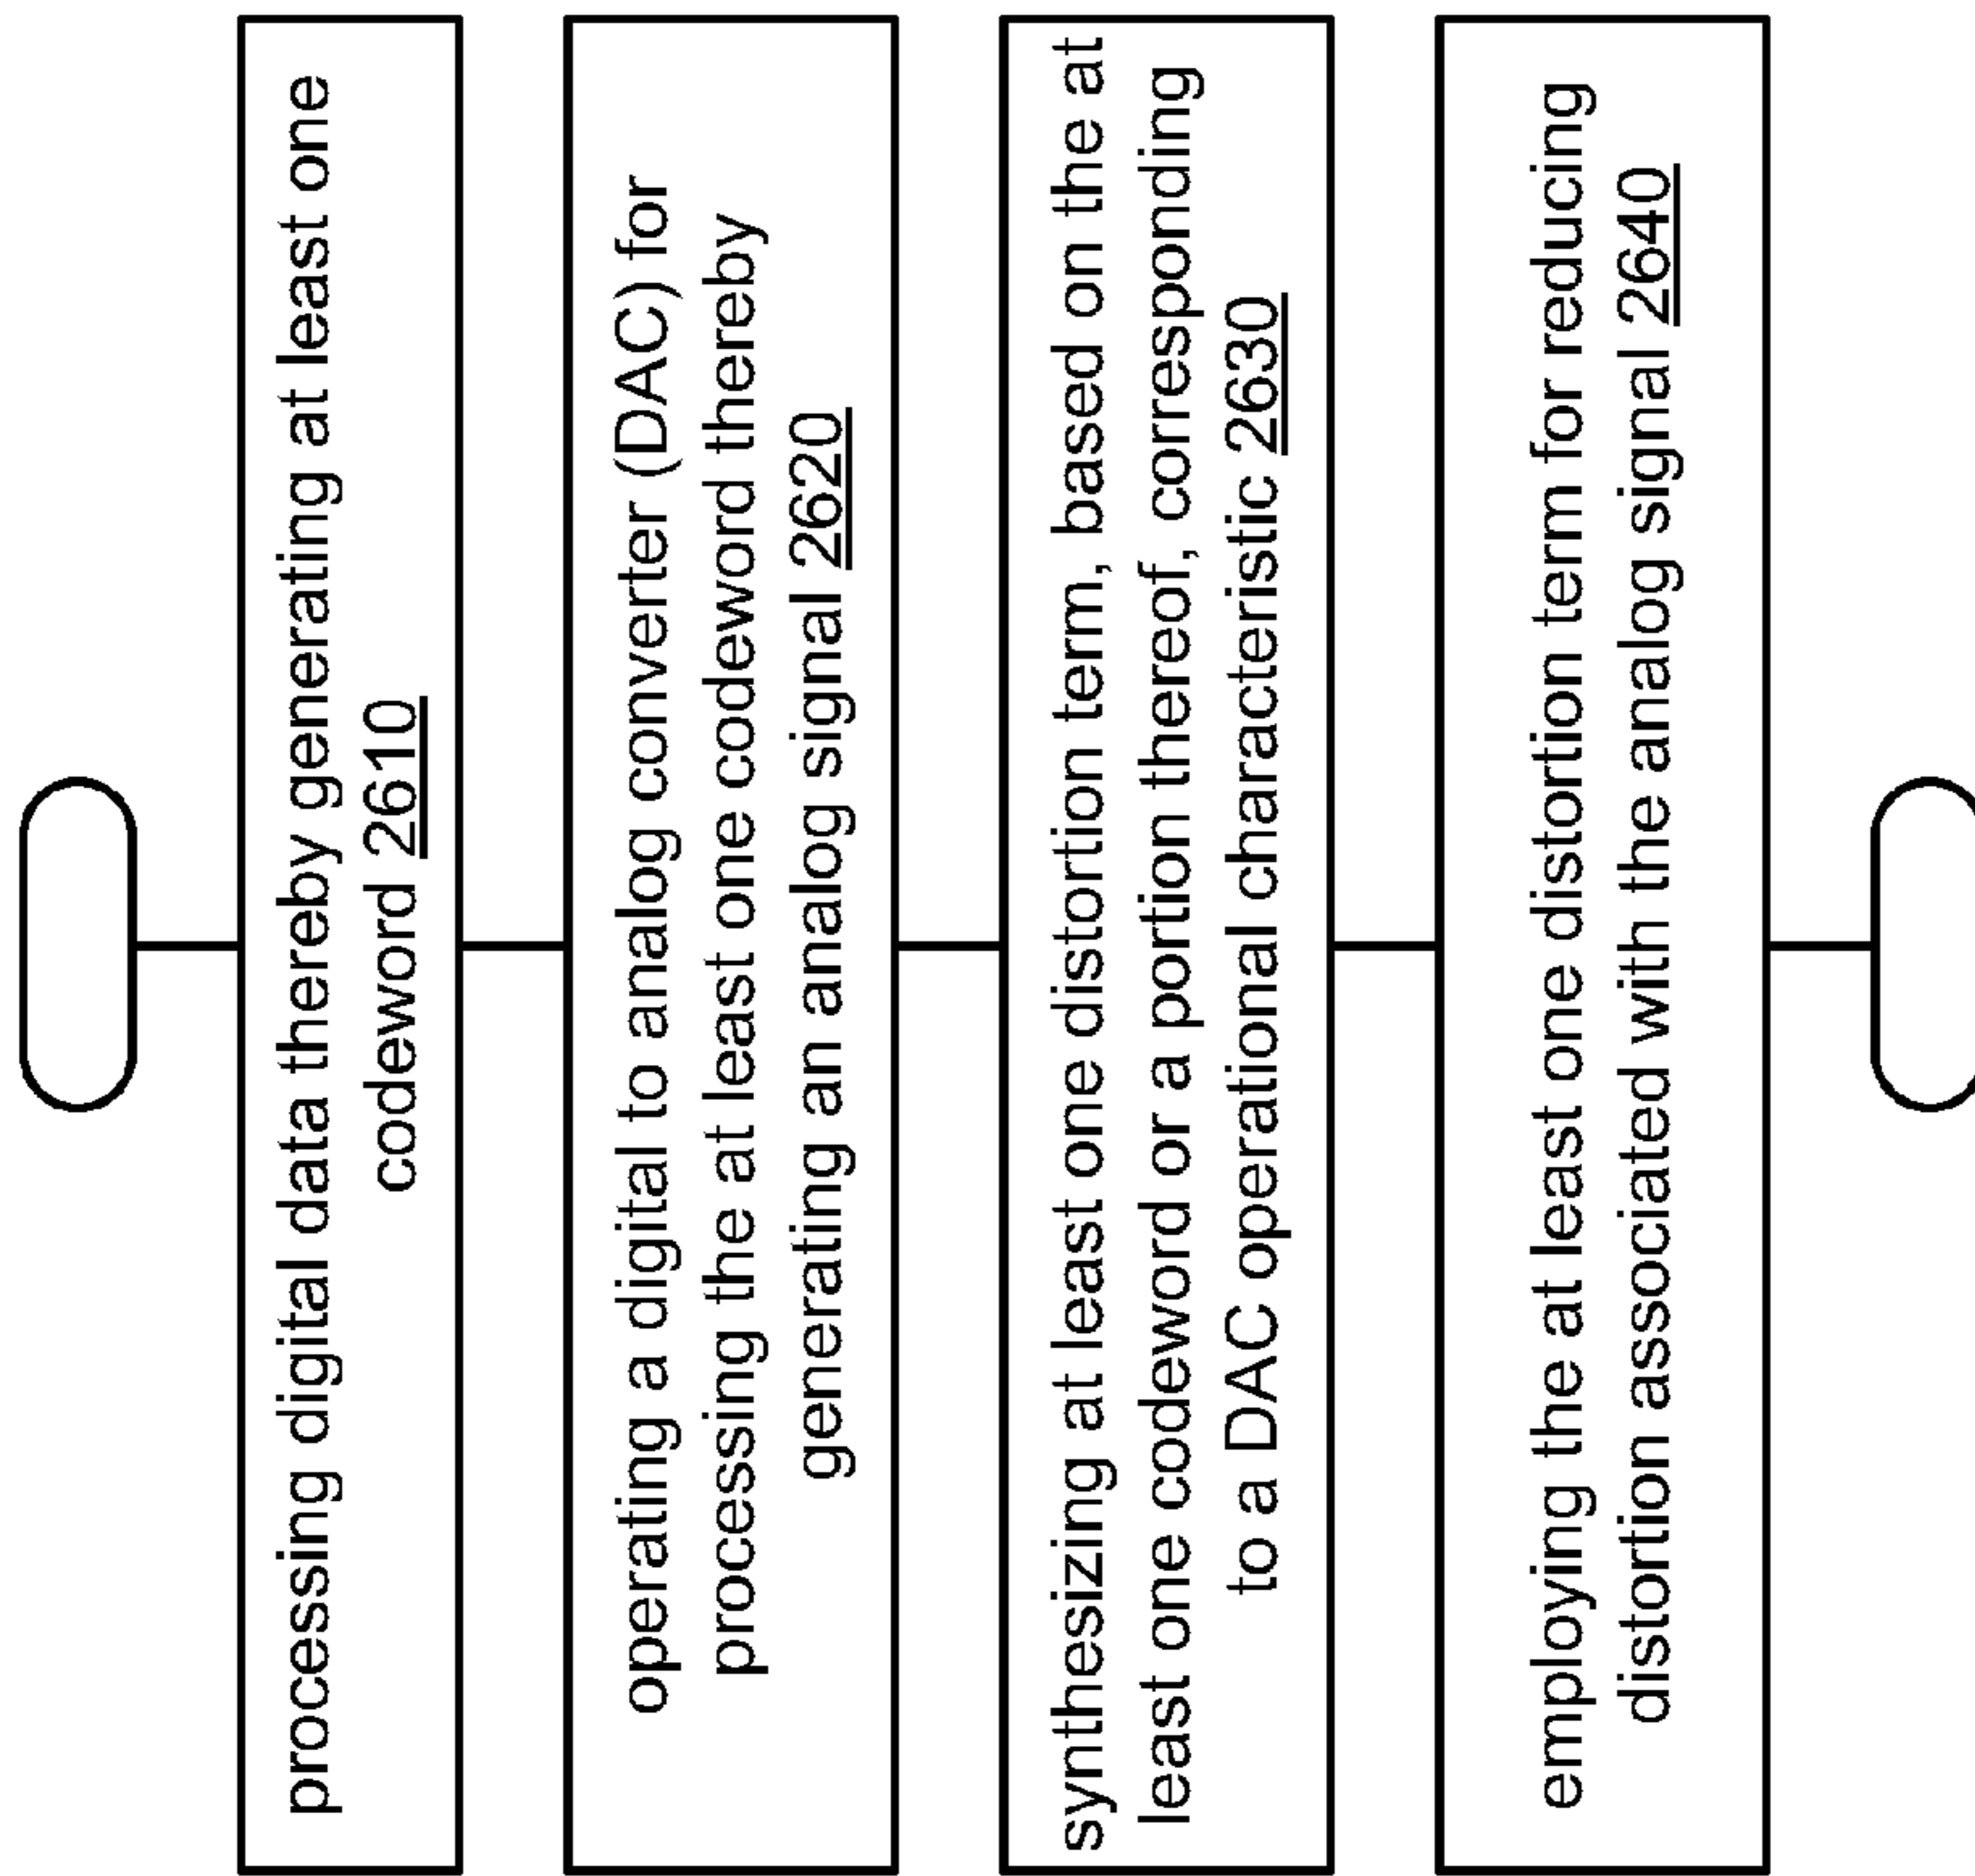 processing digital data thereby generating at least one
codeword 2610
operating a digital to analog converter (DAC) for
processing the at least one codeword thereby
generating an analog signal 2620
synthesizing at least one distortion term, based on the at
least one codeword or a portion thereof, corresponding
to a DAC operational characteristic 2630
employing the at least one distortion term for reducing
distortion associated with the analog signal 2640